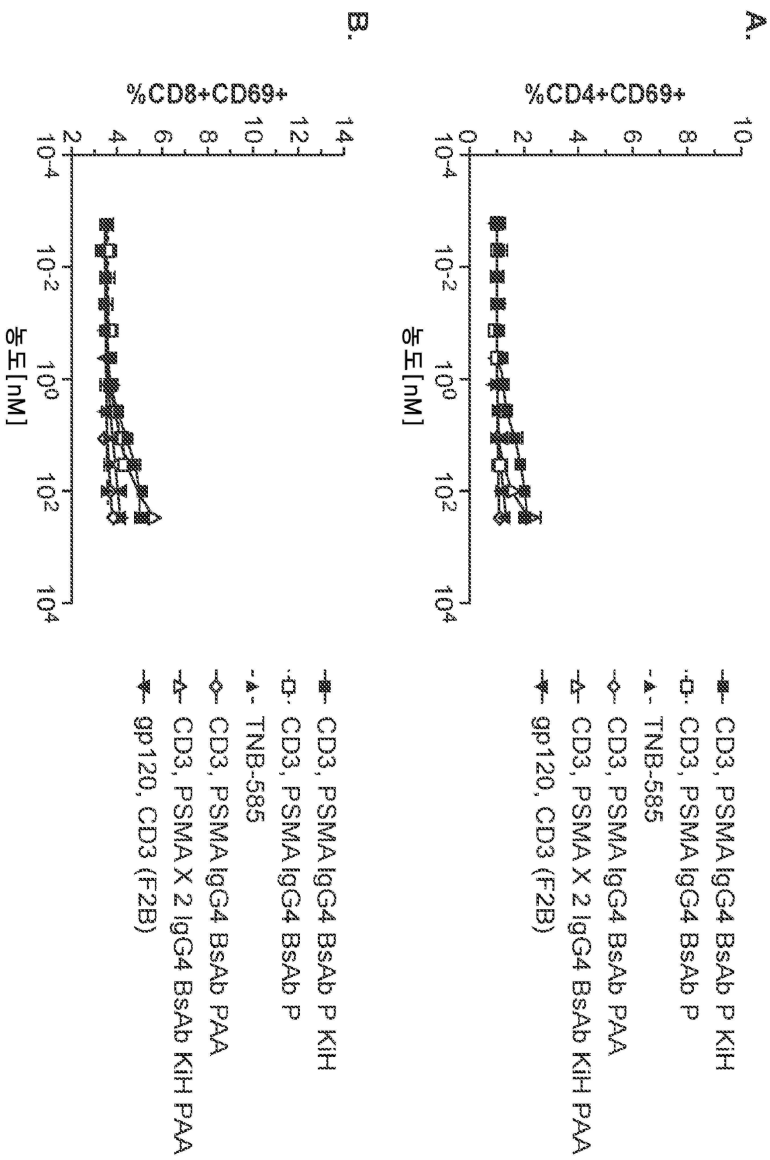 A.
%CD4+CD69+
10
8
6
4
2
0
10-4
10-2
100
102
104
농도[nM]
CD3, PSMA IgG4 BsAb P KiH
CD3, PSMA IgG4 BsAb P
TNB-585
CD3, PSMA IgG4 BsAb PAA
CD3, PSMA X 2 IgG4 BsAb KiH PAA
gp120, CD3 (F2B)
B.
%CD8+CD69+
14
12
10
8
6
4
2
10-4
10-2
100
102
104
농도[nM]
CD3, PSMA IgG4 BsAb P KiH
CD3, PSMA IgG4 BsAb P
TNB-585
CD3, PSMA IgG4 BsAb PAA
CD3, PSMA X 2 IgG4 BsAb KiH PAA
gp120, CD3 (F2B)